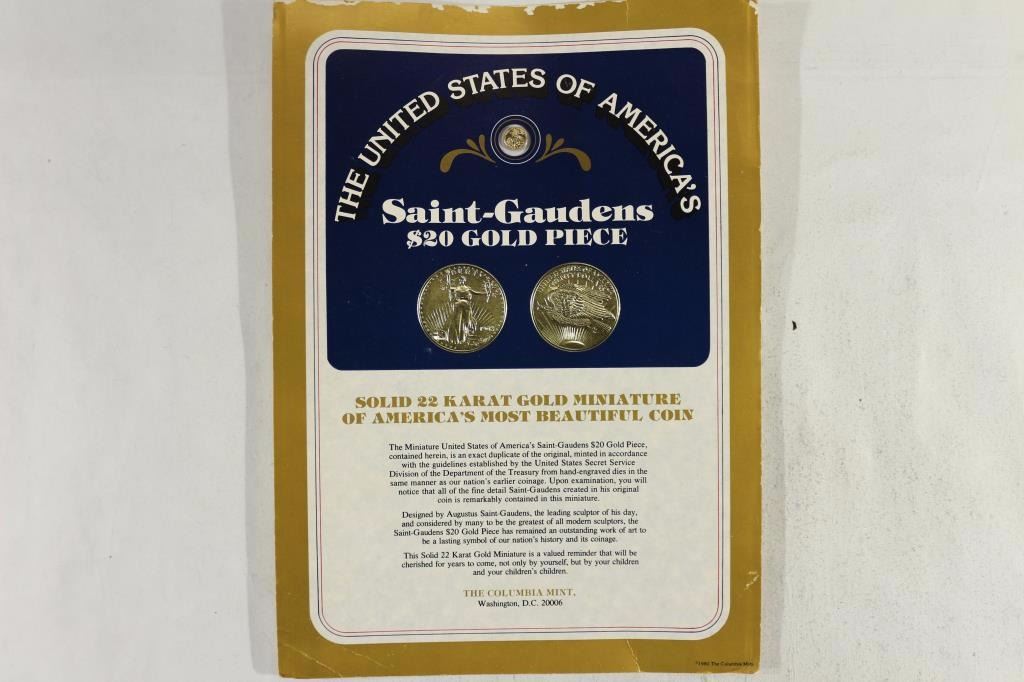 THE UNITED STATES OF AMERICA'S
Saint-Gaudens
$20 GOLD PIECE
LIBERTY
SOLID 22 KARAT GOLD MINIATURE
OF AMERICA'S MOST BEAUTIFUL COIN
The Miniature United States of America's Saint-Gaudens $20 Gold Piece,
contained herein, is an exact duplicate of the original, minted in accordance
with the guidelines established by the United States Secret Service
Division of the Department of the Treasury from hand-engraved dies in the
same manner as our nation's earlier coinage. Upon examination, you will
notice that all of the fine detail Saint-Gaudens created in his original
coin is remarkably contained in this miniature.
Designed by Augustus Saint-Gaudens, the leading sculptor of his day,
and considered by many to be the greatest of all modern sculptors, the
Saint-Gaudens $20 Gold Piece has remained an outstanding work of art to
be a lasting symbol of our nation's history and its coinage.
This Solid 22 Karat Gold Miniature is a valued reminder that will be
cherished for years to come, not only by yourself, but by your children
and your children's children.
THE COLUMBIA MINT,
Washington, D.C. 20006
The Columbia Mint